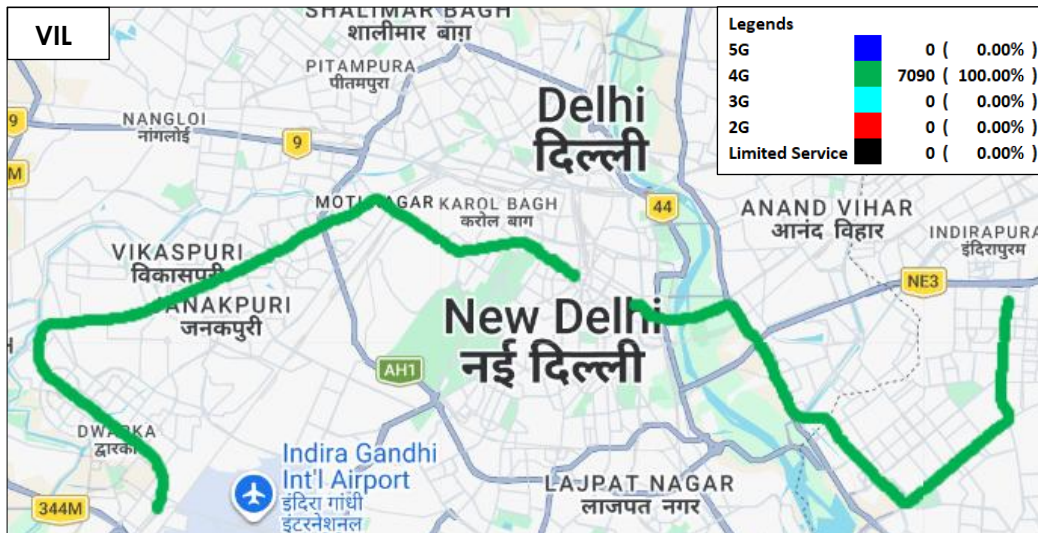 VIL
SHALIMAR BAGH
शालीमार बाग़
PITAMPURA
पीतमपुरा
NANGLOI
नांगलोई
9
9
M
Delhi
दिल्ली
Legends
5G 0 ( 0.00% )
4G 7090 ( 100.00% )
3G 0 ( 0.00% )
2G 0 ( 0.00% )
Limited Service 0 ( 0.00% )
MOTI NAGAR
KAROL BAGH
करोल बाग
44
ANAND VIHAR
आनंद विहार
INDIRAPURA
इंदिरापुरम
VIKASPURI
विकासपुरी
NE3
JANAKPURI
जनकपुरी
H
New Delhi
नई दिल्ली
AH1
DWARKA
द्वारका
Indira Gandhi
Int'l Airport
इंदिरा गांधी
इंटरनेशनल
LAJPAT NAGAR
लाजपत नगर
344M